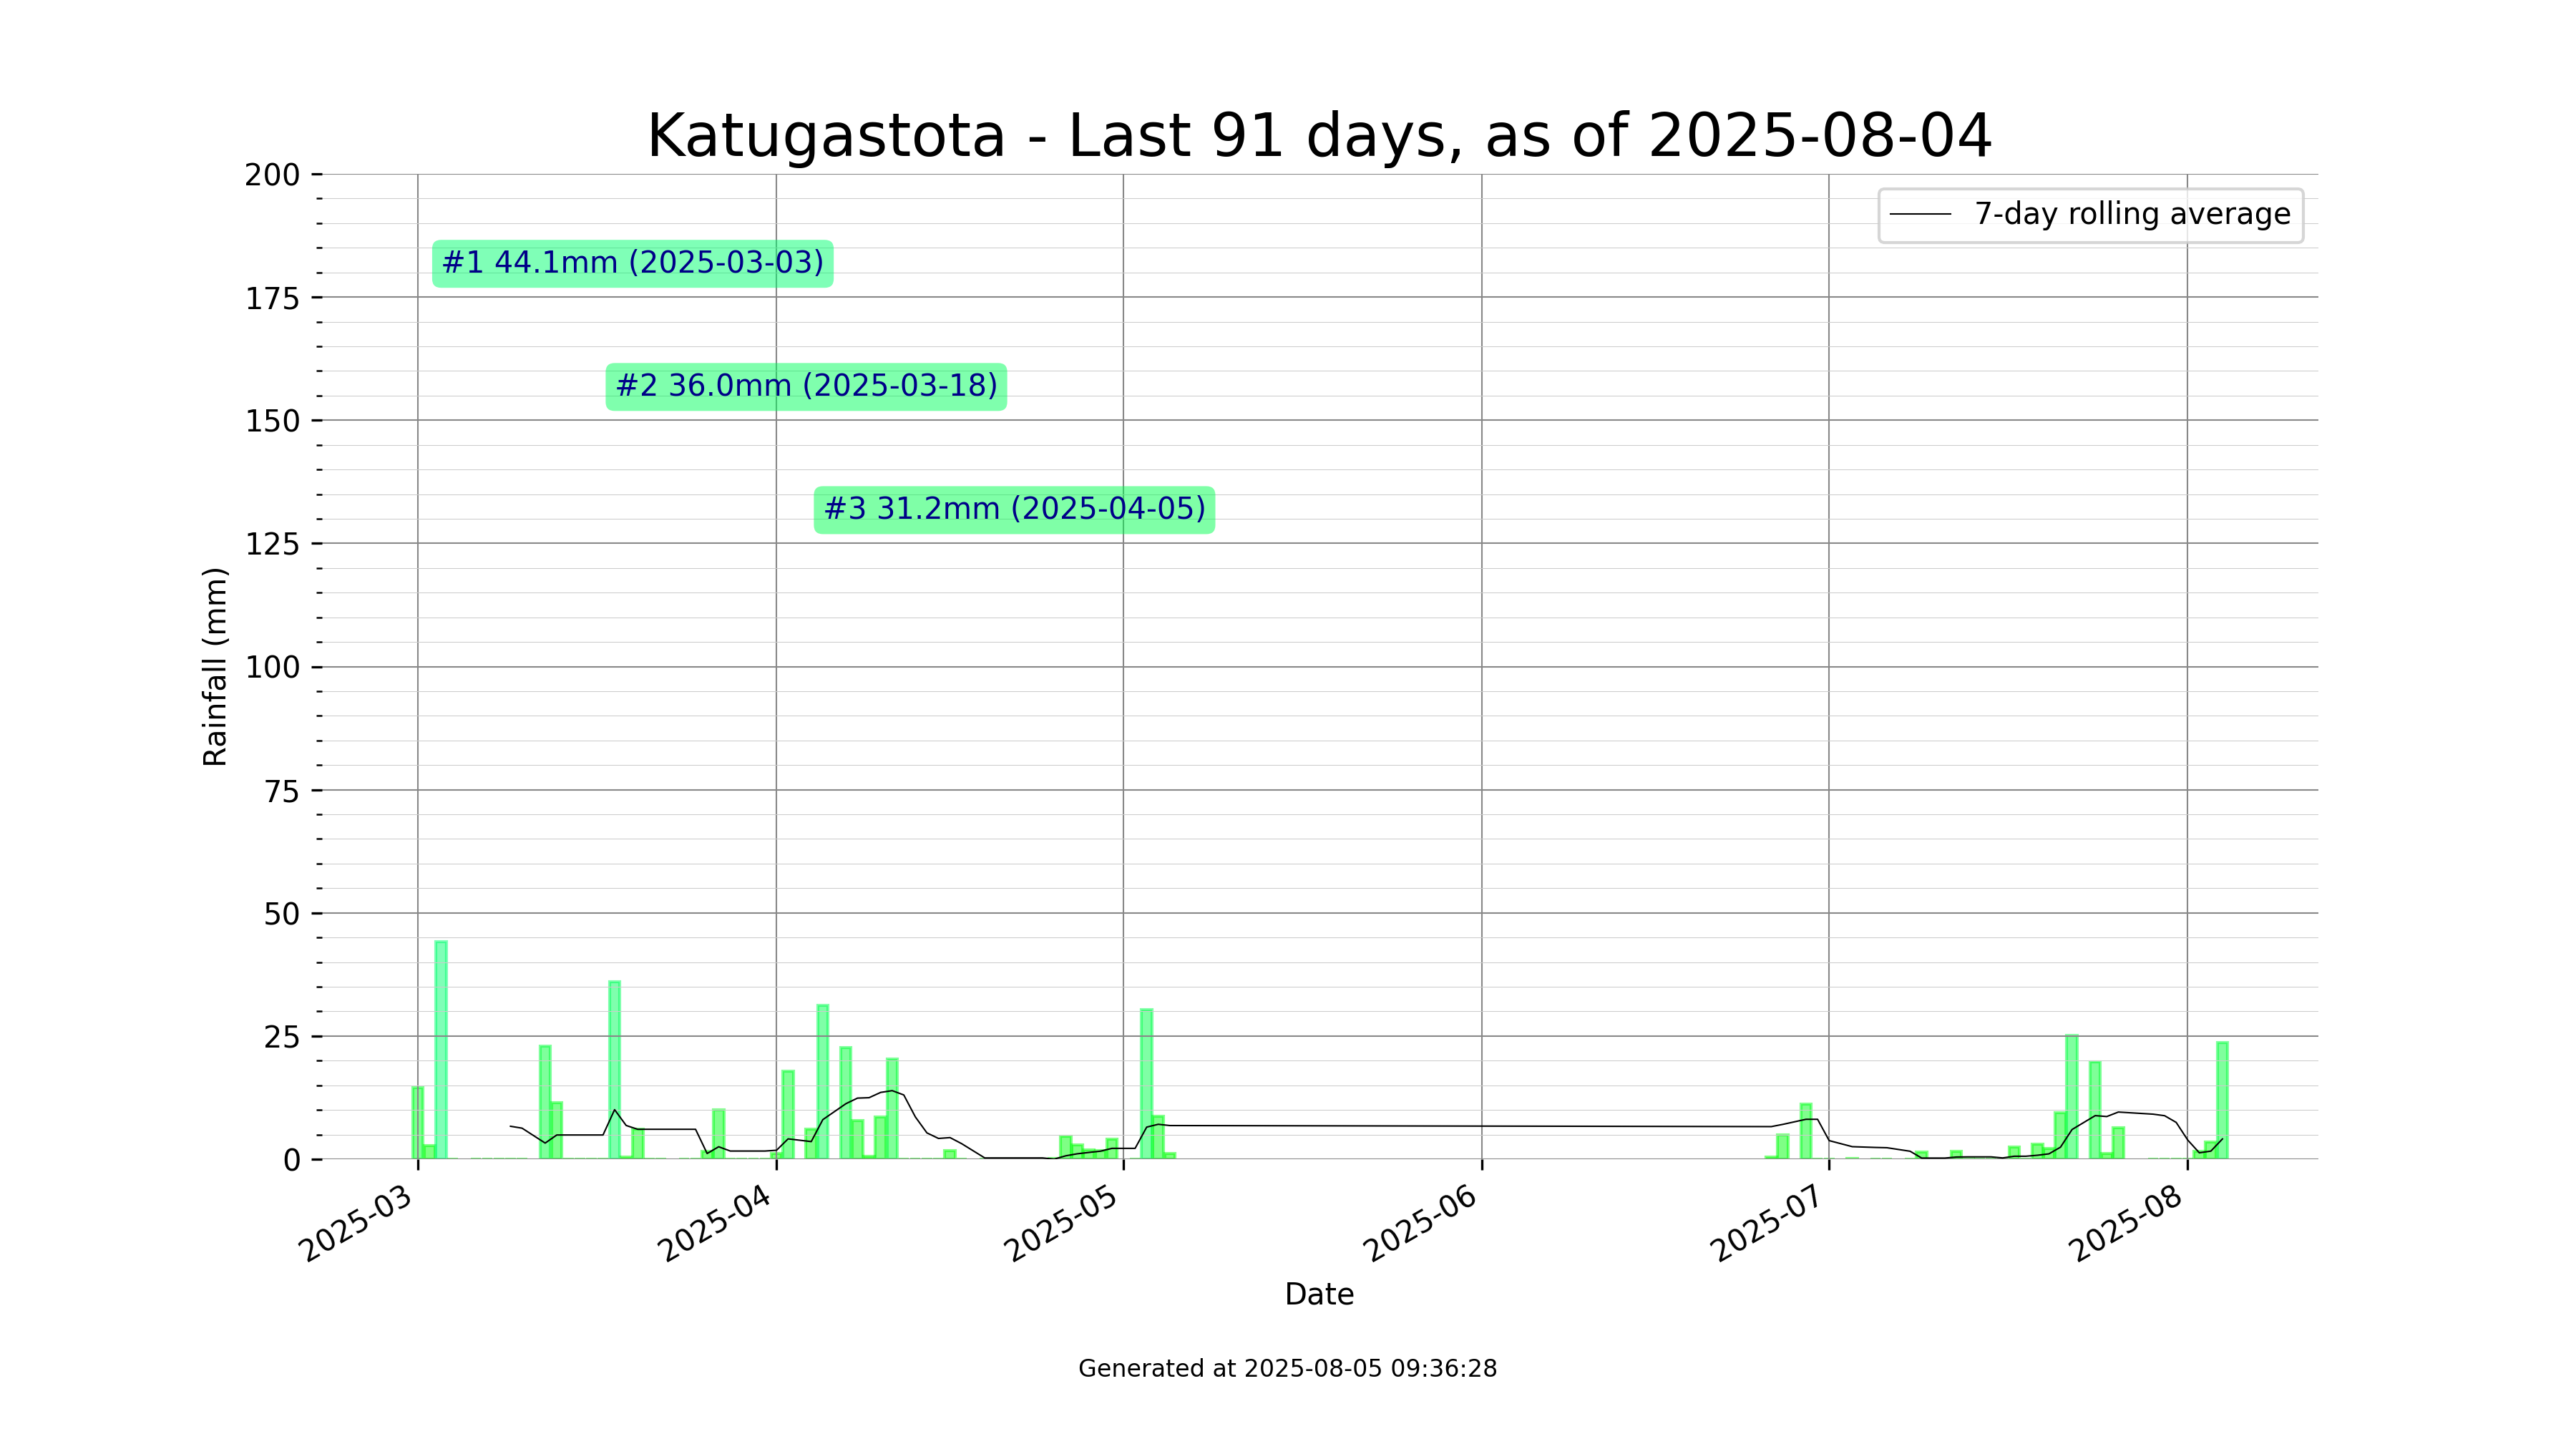 Katugastota - Last 91 days, as of 2025-08-04
7-day rolling average
#1 44.1mm (2025-03-03)
#2 36.0mm (2025-03-18)
#3 31.2mm (2025-04-05)
Rainfall (mm)
200
175
150
125
100
75
50
25
0
2025-03
2025-04
2025-05
2025-06
2025-07
2025-08
Date
Generated at 2025-08-05 09:36:28